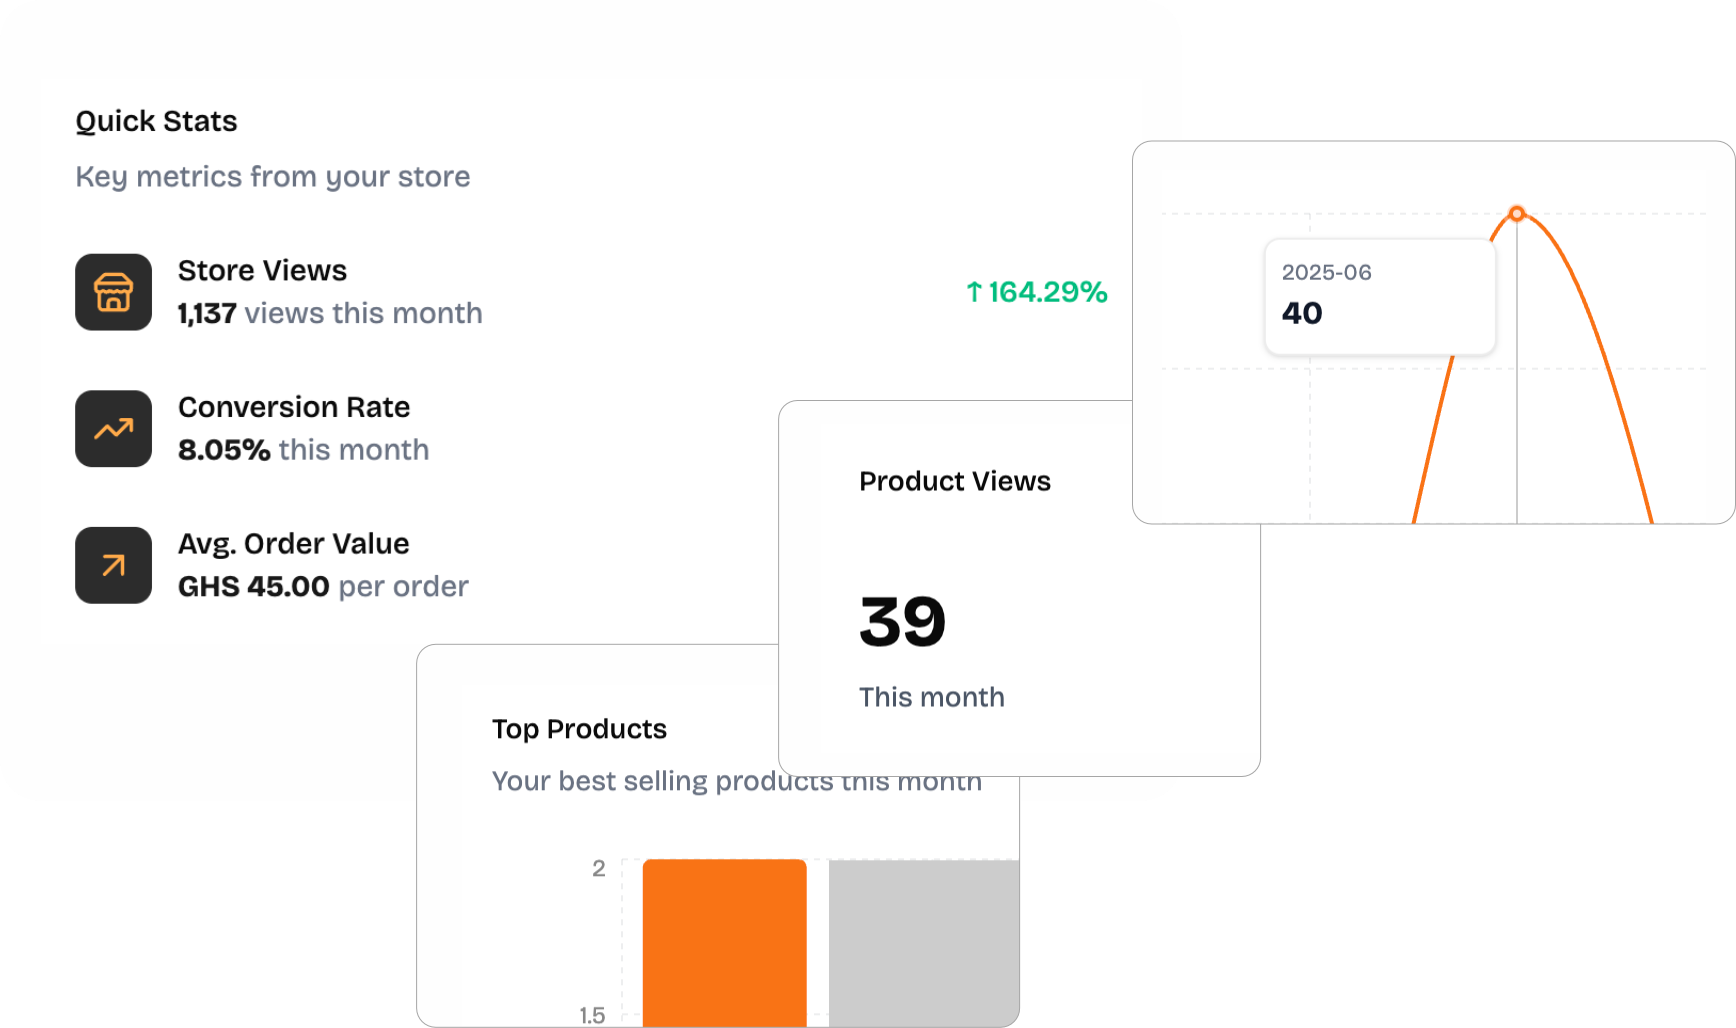 Quick Stats
Key metrics from your store
Store Views
1,137 views this month
↑ 164.29%
Conversion Rate
8.05% this month
Avg. Order Value
GHS 45.00 per order
2025-06
40
Product Views
39
This month
Top Products
Your best selling products this month
2
1.5